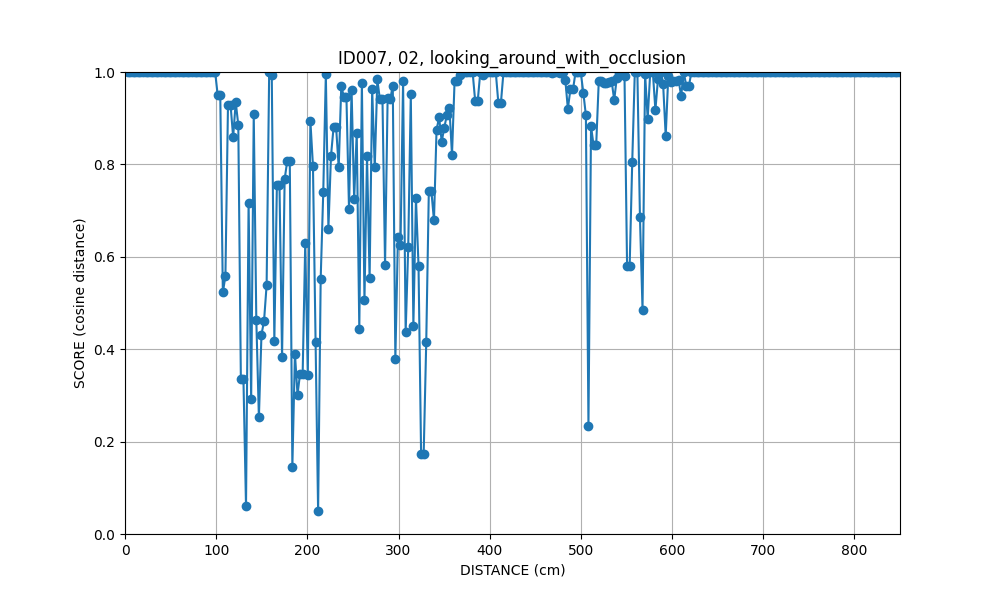 ID007, 02, looking_around_with_occlusion
SCORE (cosine distance)
1.0
0.8
0.6
0.4
0.2
0.0
0 100 200 300 400 500 600 700 800
DISTANCE (cm)